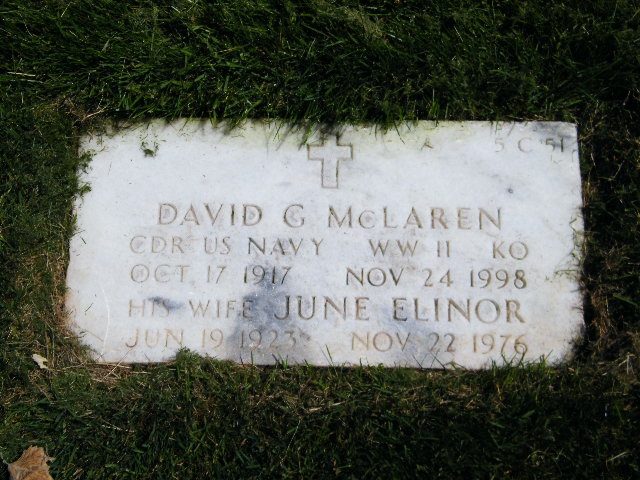 A 5 C 51
DAVID G McLAREN
CDR US NAVY WW II KO
OCT 17 1917 NOV 24 1998
HIS WIFE JUNE ELINOR
JUN 19 1923 NOV 22 1976